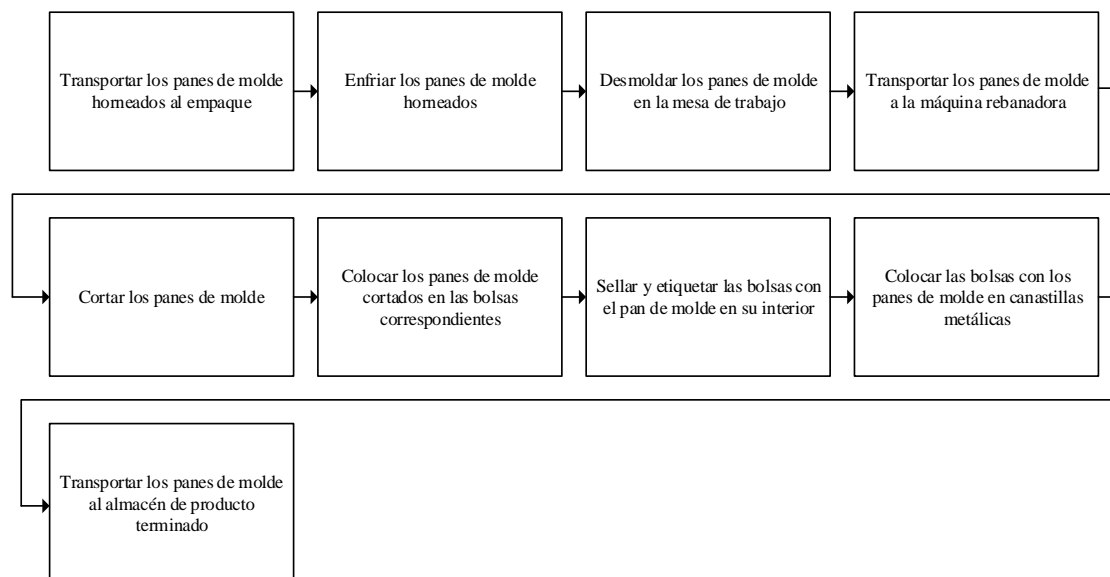 Transportar los panes de molde
horneados al empaque
Enfriar los panes de molde
horneados
Desmoldar los panes de molde
en la mesa de trabajo
Transportar los panes de molde
a la máquina rebanadora
Cortar los panes de molde
Colocar los panes de molde
cortados en las bolsas
correspondientes
Sellar y etiquetar las bolsas con
el pan de molde en su interior
Colocar las bolsas con los
panes de molde en canastillas
metálicas
Transportar los panes de molde
al almacén de producto
terminado